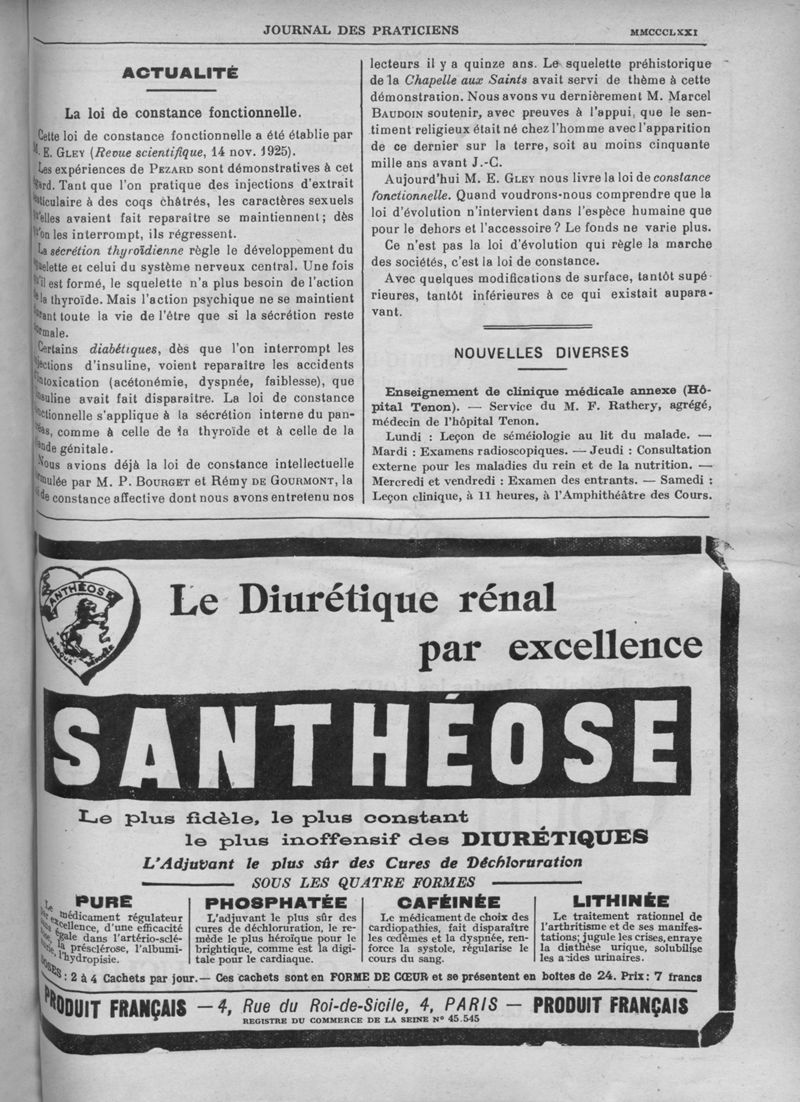 JOURNAL DES PRATICIENS
MMCCCLXXI
ACTUALITÉ
La loi de constance fonctionnelle.
Cette loi de constance fonctionnelle a été établie par
M. E. GLEY (Revue scientifique, 14 nov. 1925).
Les expériences de PEZARD sont démonstratives à cet
égard. Tant que l'on pratique des injections d'extrait
testiculaire à des coqs châtrés, les caractères sexuels
qu'elles avaient fait reparaître se maintiennent; dès
qu'on les interrompt, ils régressent.
La sécrétion thyroïdienne règle le développement du
squelette et celui du système nerveux central. Une fois
qu'il est formé, le squelette n'a plus besoin de l'action
de la thyroïde. Mais l'action psychique ne se maintient
durant toute la vie de l'être que si la sécrétion reste
normale.
Certains diabétiques, dès que l'on interrompt les
injections d'insuline, voient reparaître les accidents
d'intoxication (acétonémie, dyspnée, faiblesse), que
l'insuline avait fait disparaître. La loi de constance
fonctionnelle s'applique à la sécrétion interne du pan-
créas, comme à celle de la thyroïde et à celle de la
glande génitale.
Nous avions déjà la loi de constance intellectuelle
formulée par M. P. BOURGET et Rémy DE GOURMONT, la
loi de constance affective dont nous avons entretenu nos
lecteurs il y a quinze ans. Le squelette préhistorique
de la Chapelle aux Saints avait servi de thème à cette
démonstration. Nous avons vu dernièrement M. Marcel
BAUDOIN soutenir, avec preuves à l'appui, que le sen-
timent religieux était né chez l'homme avec l'apparition
de ce dernier sur la terre, soit au moins cinquante
mille ans avant J.-C.
Aujourd'hui M. E. GLEY nous livre la loi de constance
fonctionnelle. Quand voudrons-nous comprendre que la
loi d'évolution n'intervient dans l'espèce humaine que
pour le dehors et l'accessoire ? Le fonds ne varie plus.
Ce n'est pas la loi d'évolution qui règle la marche
des sociétés, c'est la loi de constance.
Avec quelques modifications de surface, tantôt supé-
rieures, tantôt inférieures à ce qui existait aupara-
vant.
NOUVELLES DIVERSES
Enseignement de clinique médicale annexe (Hô-
pital Tenon). — Service du M. F. Rathery, agrégé,
médecin de l'hôpital Tenon.
Lundi : Leçon de séméiologie au lit du malade. —
Mardi : Examens radioscopiques. — Jeudi : Consultation
externe pour les maladies du rein et de la nutrition. —
Mercredi et vendredi : Examen des entrants. — Samedi :
Leçon clinique, à 11 heures, à l'Amphithéâtre des Cours.
SANTHÉOSE
MARQUE DÉPOSÉE
Le Diurétique rénal
par excellence
SANTHÉOSE
Le plus fidèle, le plus constant
le plus inoffensif des DIURÉTIQUES
L'Adjuvant le plus sûr des Cures de Déchloruration
SOUS LES QUATRE FORMES
PURE
Le médicament régulateur
par excellence, d'une efficacité
sans égale dans l'artério-sclé-
rose, la présclérose, l'albumi-
nurie, l'hydropisie.
PHOSPHATÉE
L'adjuvant le plus sûr des
cures de déchloruration, le re-
mède le plus héroïque pour le
brightique, comme est la digi-
tale pour le cardiaque.
CAFÉINÉE
Le médicament de choix des
cardiopathies, fait disparaître
les œdèmes et la dyspnée, ren-
force la systole, régularise le
cours du sang.
LITHINÉE
Le traitement rationnel de
l'arthritisme et de ses manifes-
tations; jugule les crises, enraye
la diathèse urique, solubilise
les acides urinaires.
DOSES : 2 à 4 Cachets par jour. — Ces cachets sont en FORME DE CŒUR et se présentent en boîtes de 24. Prix : 7 francs
PRODUIT FRANÇAIS — 4, Rue du Roi-de-Sicile, 4, PARIS — PRODUIT FRANÇAIS
REGISTRE DU COMMERCE DE LA SEINE N° 45.545